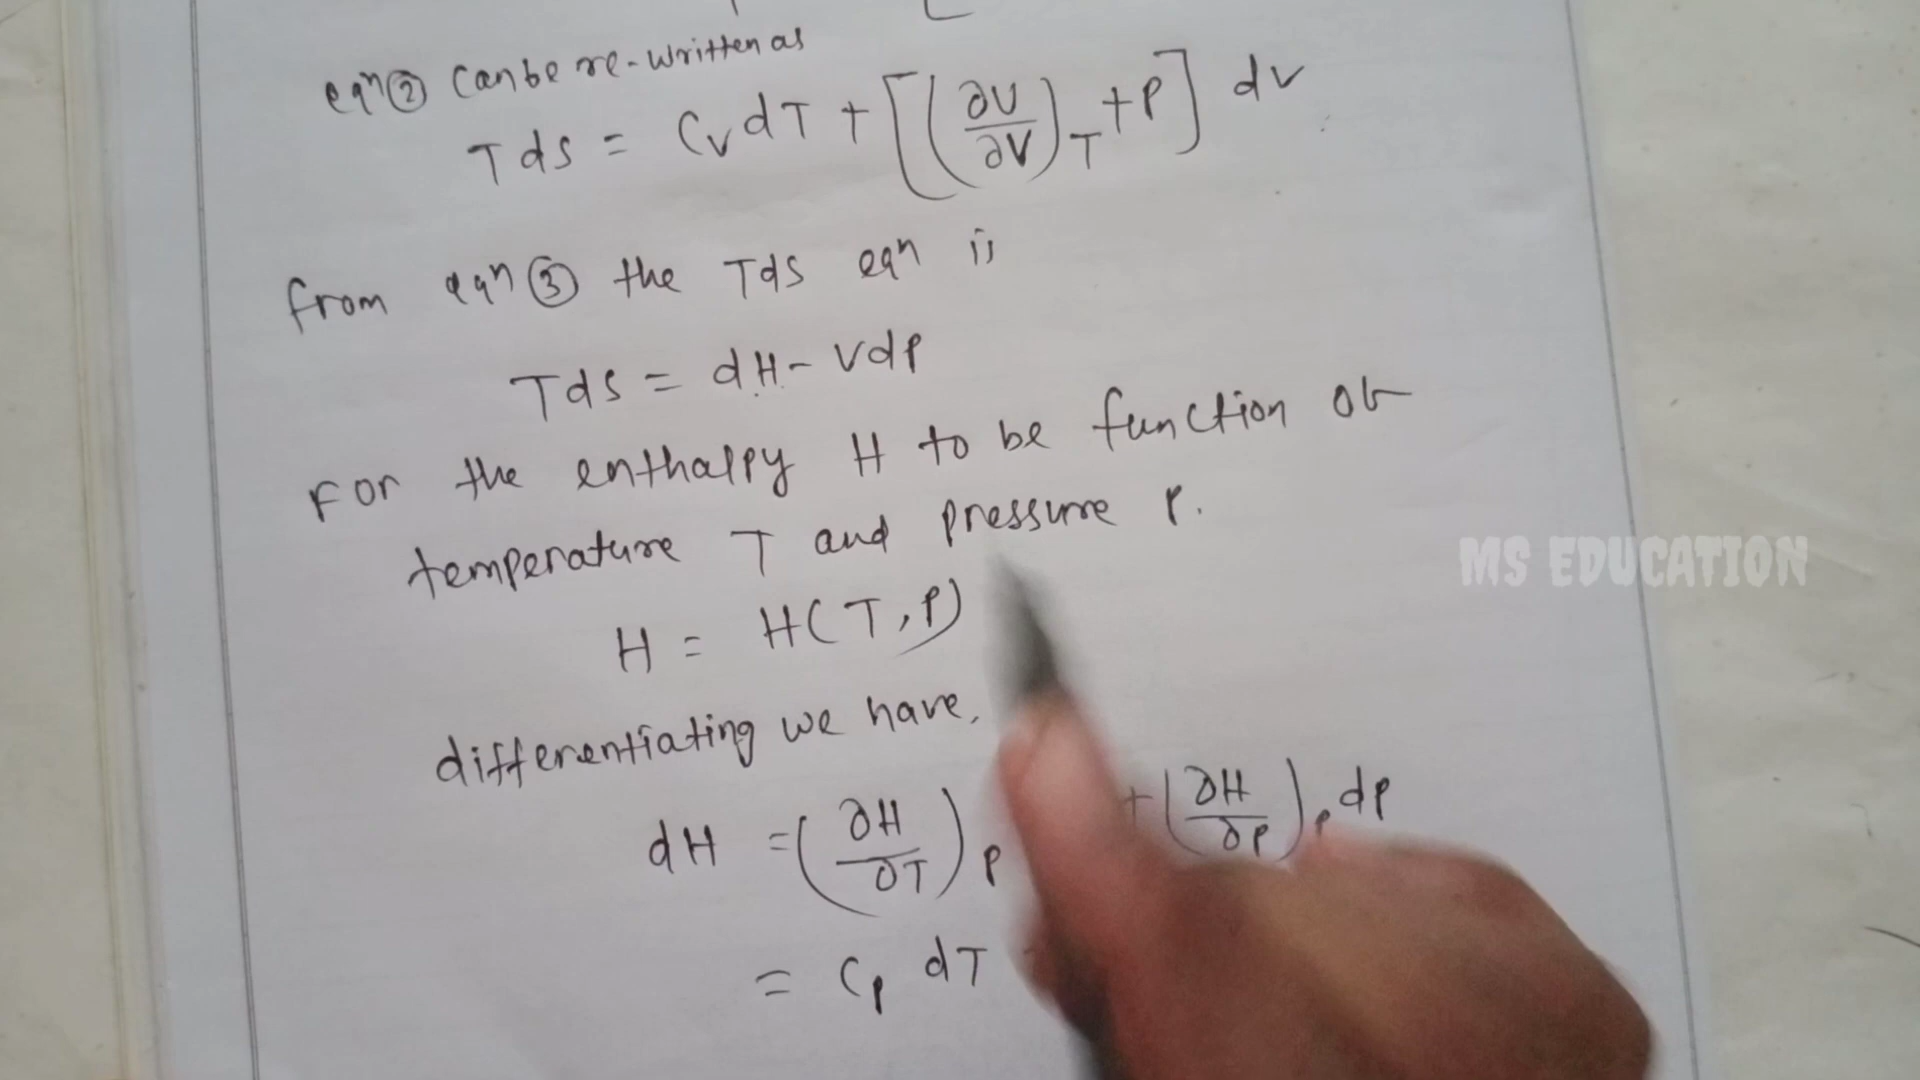 eqn ② can be re-written as
Tds = CvdT + [(∂U/∂V)T + P] dv
from eqn ③ the Tds eqn is
Tds = dH - Vdp
For the enthalpy H to be function of
temperature T and pressure P.
H = H(T,P)
MS EDUCATION
differentiating we have,
dH = (∂H/∂T)P + (∂H/∂P)P dp
= Cp dT